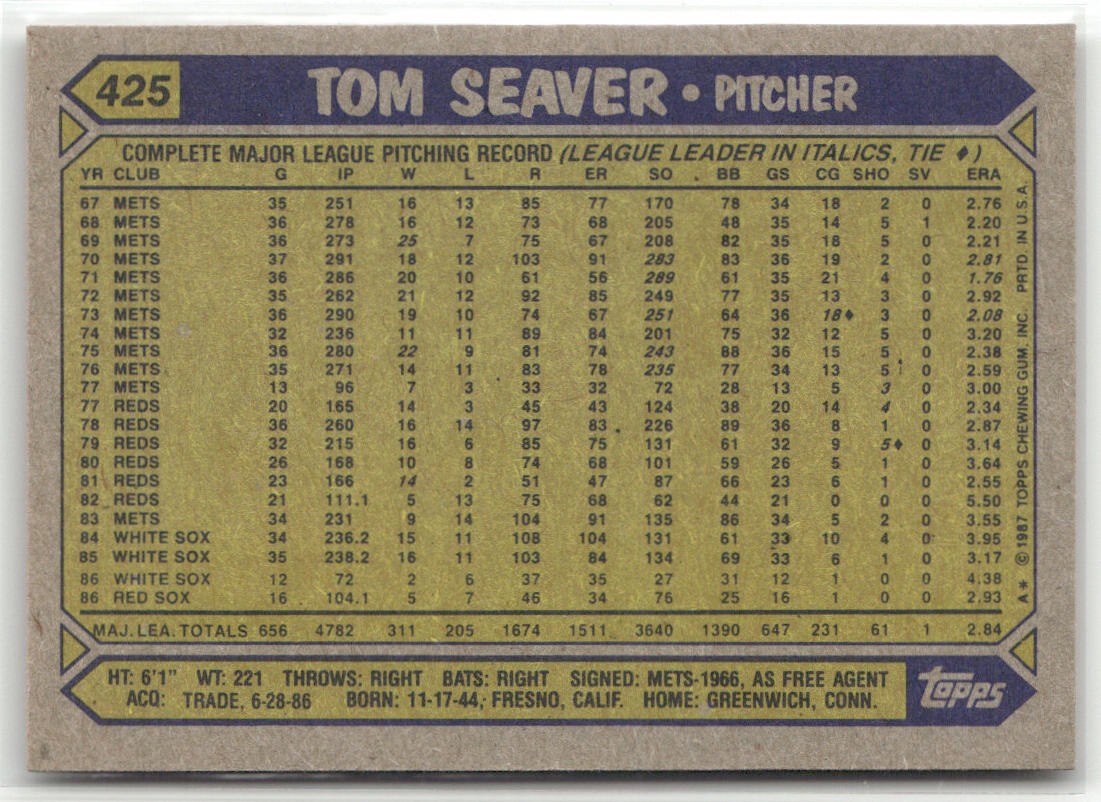 425 TOM SEAVER • PITCHER
COMPLETE MAJOR LEAGUE PITCHING RECORD (LEAGUE LEADER IN ITALICS, TIE ♦)
YR CLUB G IP W L R ER SO BB GS CG SHO SV ERA
67 METS 35 251 16 13 85 77 170 78 34 18 2 0 2.76
68 METS 36 278 16 12 73 68 205 48 35 14 5 1 2.20
69 METS 36 273 25 7 75 67 208 82 35 18 5 0 2.21
70 METS 37 291 18 12 103 91 283 83 36 19 2 0 2.81
71 METS 36 286 20 10 61 56 289 61 35 21 4 0 1.76
72 METS 35 262 21 12 92 85 249 77 35 13 3 0 2.92
73 METS 36 290 19 10 74 67 251 64 36 18♦ 3 0 2.08
74 METS 32 236 11 11 89 84 201 75 32 12 5 0 3.20
75 METS 36 280 22 9 81 74 243 88 36 15 5 0 2.38
76 METS 35 271 14 11 83 78 235 77 34 13 5 0 2.59
77 METS 13 96 7 3 33 32 72 28 13 5 3 0 3.00
77 REDS 20 165 14 3 45 43 124 38 20 14 4 0 2.34
78 REDS 36 260 16 14 97 83 226 89 36 8 1 0 2.87
79 REDS 32 215 16 6 85 75 131 61 32 9 5♦ 0 3.14
80 REDS 26 168 10 8 74 68 101 59 26 5 1 0 3.64
81 REDS 23 166 14 2 51 47 87 66 23 6 1 0 2.55
82 REDS 21 111.1 5 13 75 68 62 44 21 0 0 0 5.50
83 METS 34 231 9 14 104 91 135 86 34 5 2 0 3.55
84 WHITE SOX 34 236.2 15 11 108 104 131 61 33 10 4 0 3.95
85 WHITE SOX 35 238.2 16 11 103 84 134 69 33 6 1 0 3.17
86 WHITE SOX 12 72 2 6 37 35 27 31 12 1 0 0 4.38
86 RED SOX 16 104.1 5 7 46 34 76 25 16 1 0 0 2.93
MAJ. LEA. TOTALS 656 4782 311 205 1674 1511 3640 1390 647 231 61 1 2.84
A* © 1987 TOPPS CHEWING GUM, INC. PRTD. IN U.S.A.
HT: 6'1" WT: 221 THROWS: RIGHT BATS: RIGHT SIGNED: METS-1966, AS FREE AGENT
ACQ: TRADE, 6-28-86 BORN: 11-17-44, FRESNO, CALIF. HOME: GREENWICH, CONN.
topps